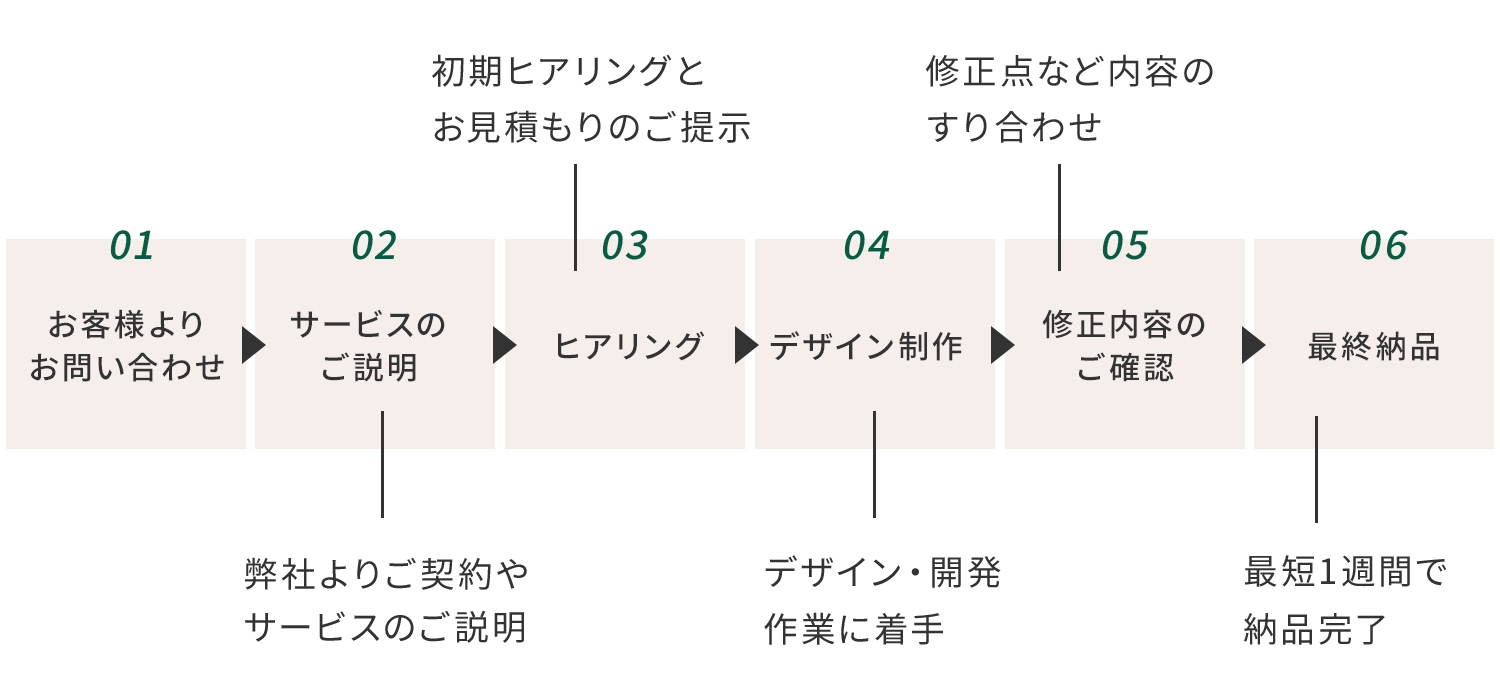 初期ヒアリングと
お見積もりのご提示
修正点など内容の
すり合わせ
01
お客様より
お問い合わせ
02
サービスの
ご説明
03
ヒアリング
04
デザイン制作
05
修正内容の
ご確認
06
最終納品
弊社よりご契約や
サービスのご説明
デザイン・開発
作業に着手
最短1週間で
納品完了